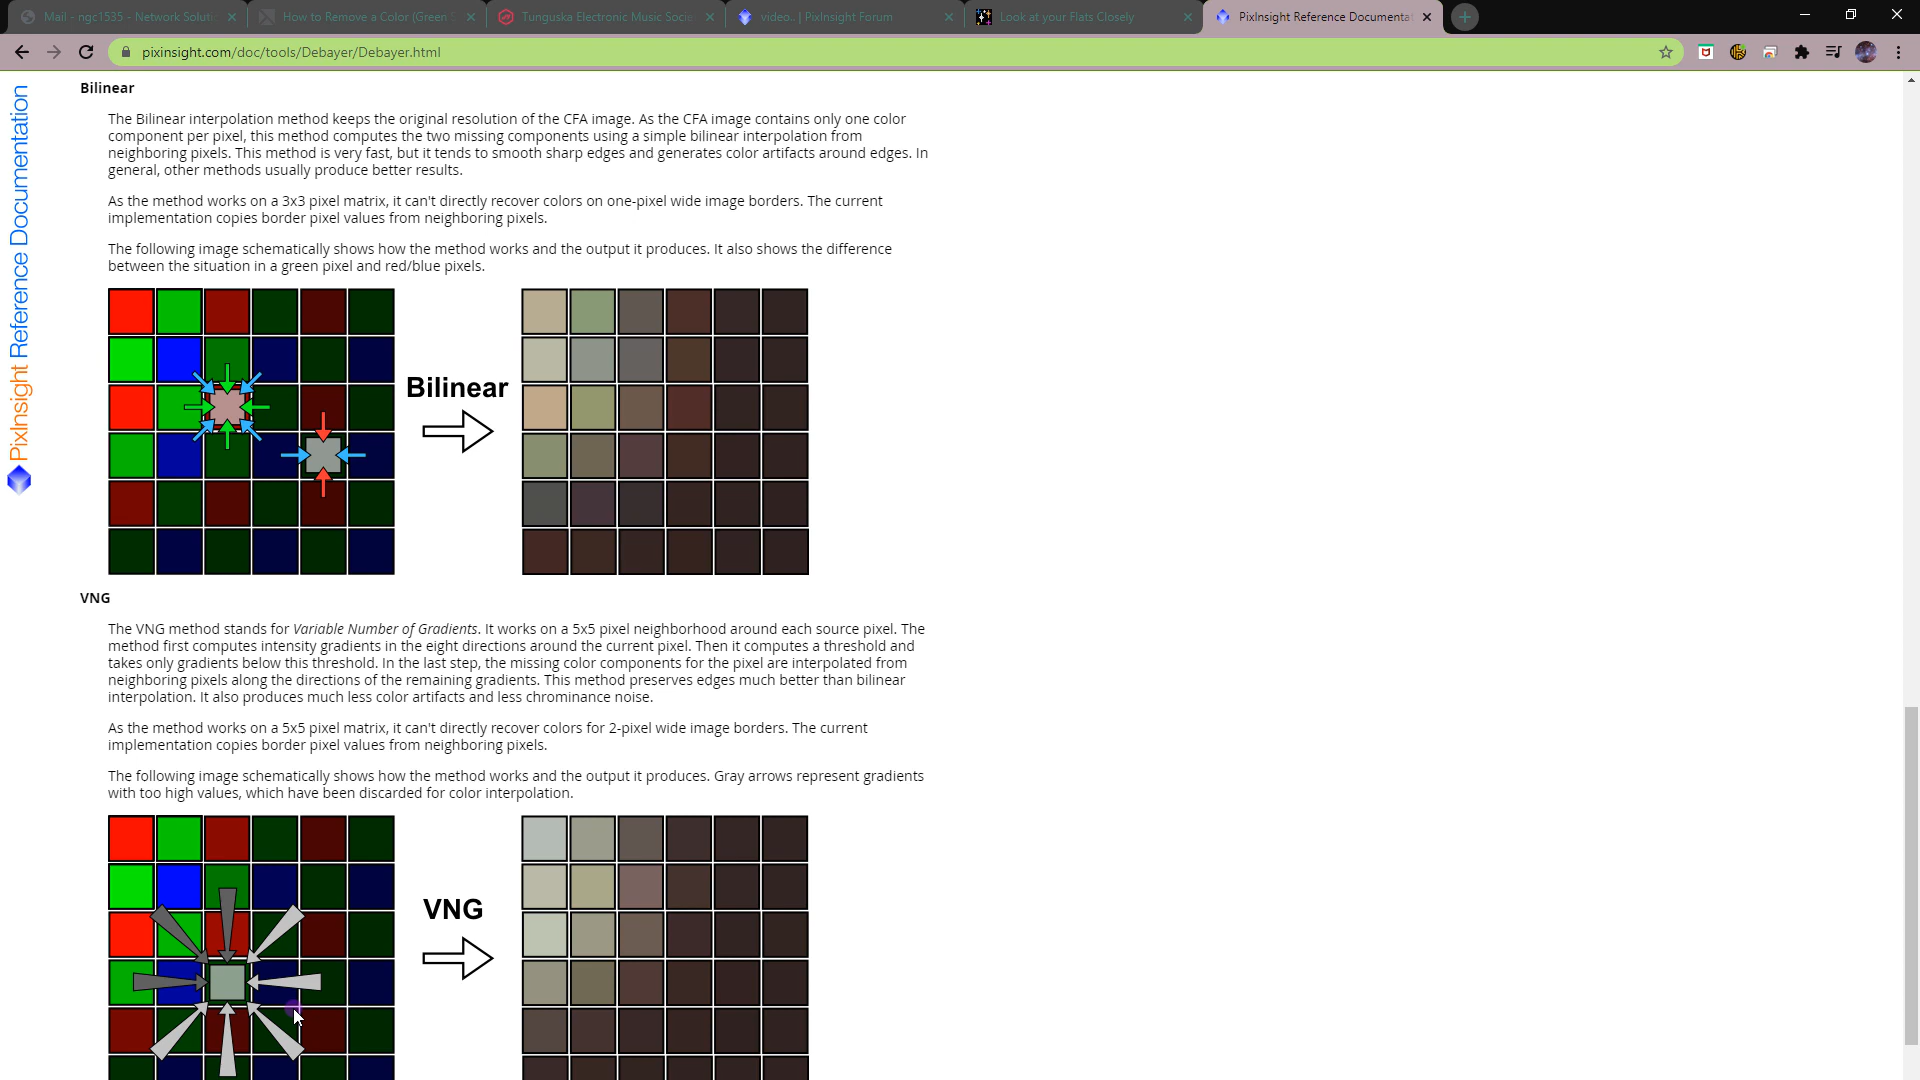 Mail - ngc1535 - Network Soluti
How to Remove a Color (Green
Tunguska Electronic Music Socie
video.. | PixInsight Forum
Look at your Flats Closely
PixInsight Reference Documenta
pixinsight.com/doc/tools/Debayer/Debayer.html
PixInsight Reference Documentation
Bilinear
The Bilinear interpolation method keeps the original resolution of the CFA image. As the CFA image contains only one color
component per pixel, this method computes the two missing components using a simple bilinear interpolation from
neighboring pixels. This method is very fast, but it tends to smooth sharp edges and generates color artifacts around edges. In
general, other methods usually produce better results.
As the method works on a 3x3 pixel matrix, it can't directly recover colors on one-pixel wide image borders. The current
implementation copies border pixel values from neighboring pixels.
The following image schematically shows how the method works and the output it produces. It also shows the difference
between the situation in a green pixel and red/blue pixels.
Bilinear
VNG
The VNG method stands for Variable Number of Gradients. It works on a 5x5 pixel neighborhood around each source pixel. The
method first computes intensity gradients in the eight directions around the current pixel. Then it computes a threshold and
takes only gradients below this threshold. In the last step, the missing color components for the pixel are interpolated from
neighboring pixels along the directions of the remaining gradients. This method preserves edges much better than bilinear
interpolation. It also produces much less color artifacts and less chrominance noise.
As the method works on a 5x5 pixel matrix, it can't directly recover colors for 2-pixel wide image borders. The current
implementation copies border pixel values from neighboring pixels.
The following image schematically shows how the method works and the output it produces. Gray arrows represent gradients
with too high values, which have been discarded for color interpolation.
VNG